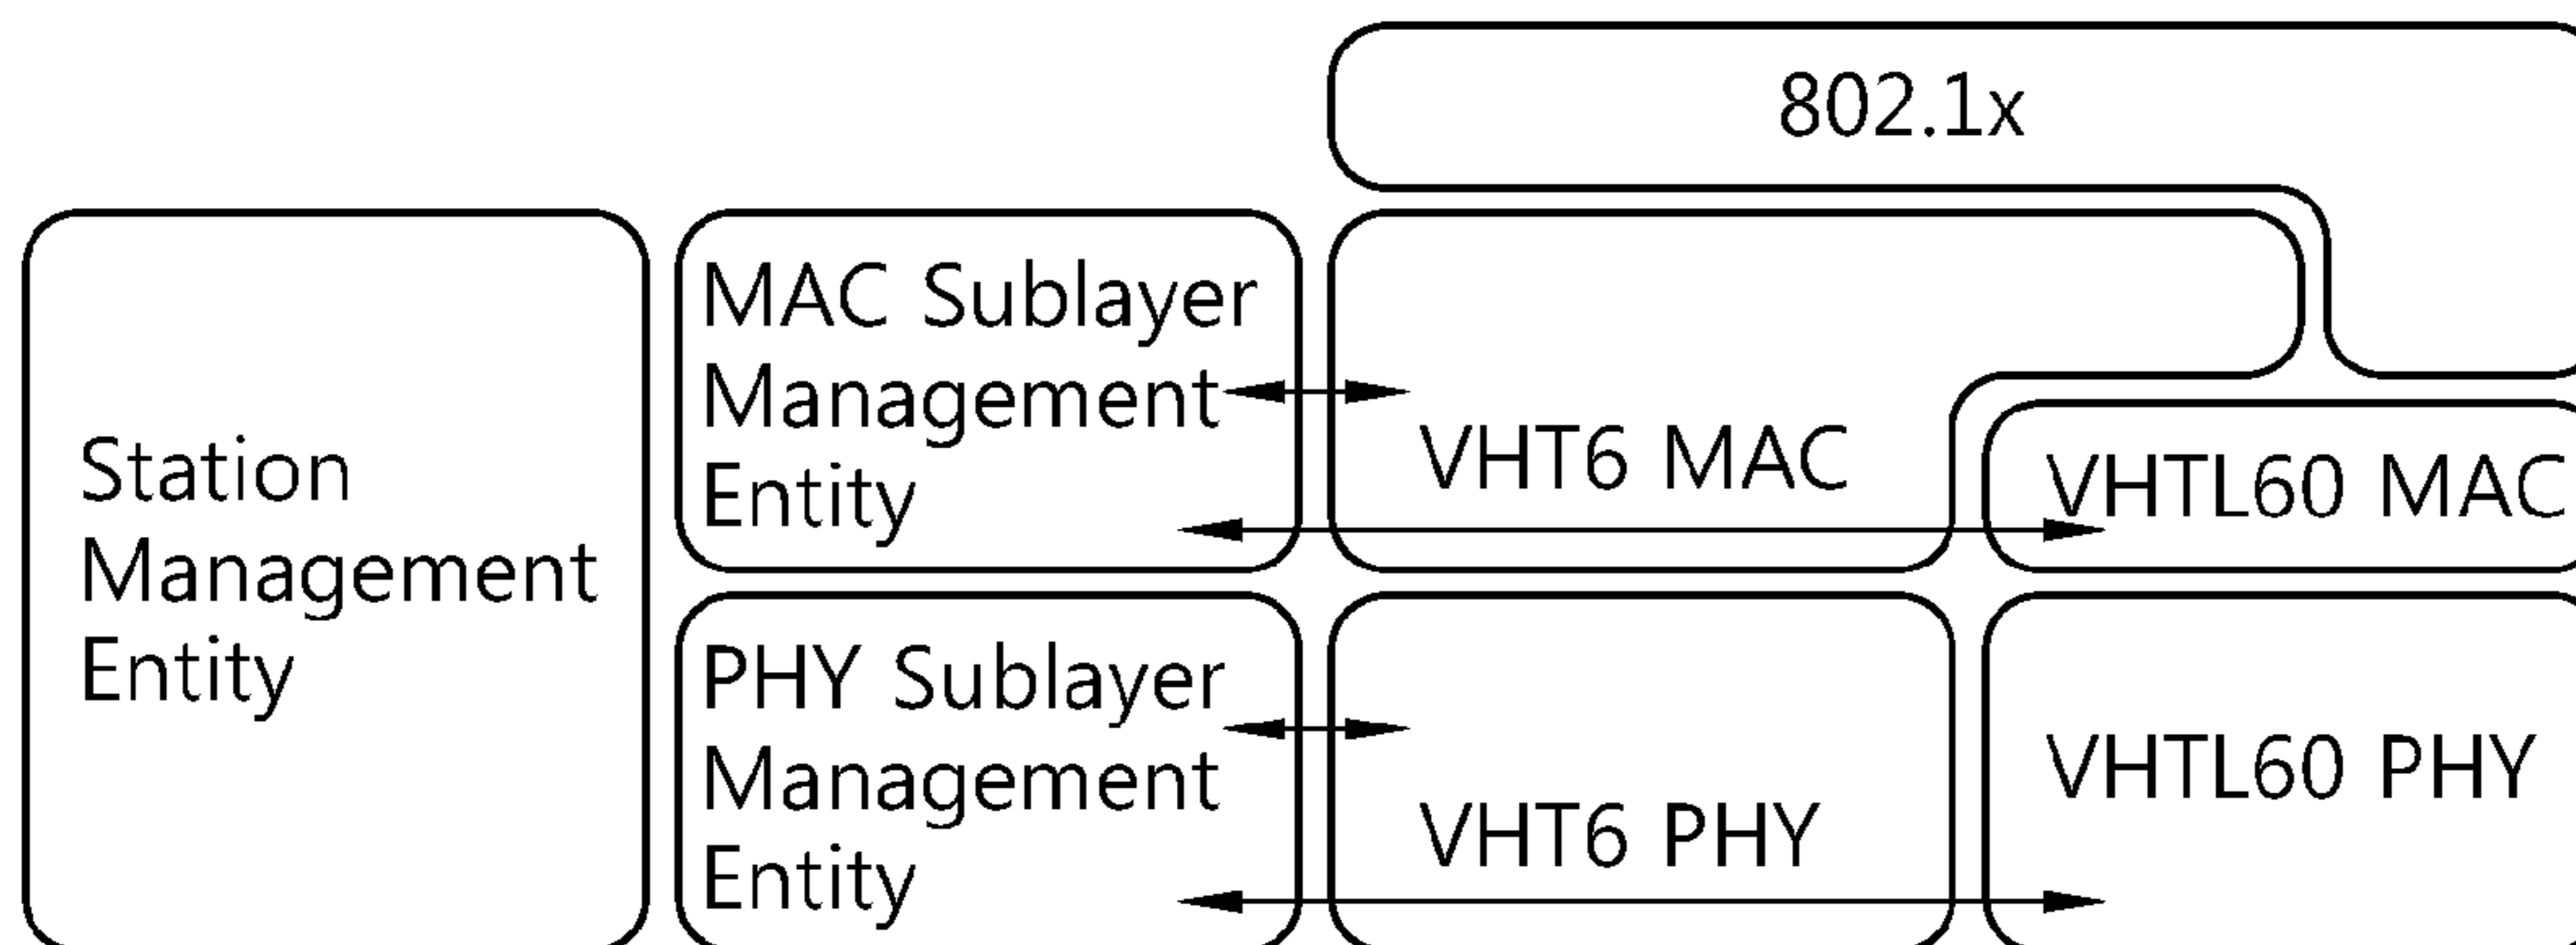 802.1x
Station
Management
Entity
MAC Sublayer
Management
Entity
VHT6 MAC
VHTL60 MAC
PHY Sublayer
Management
Entity
VHT6 PHY
VHTL60 PHY